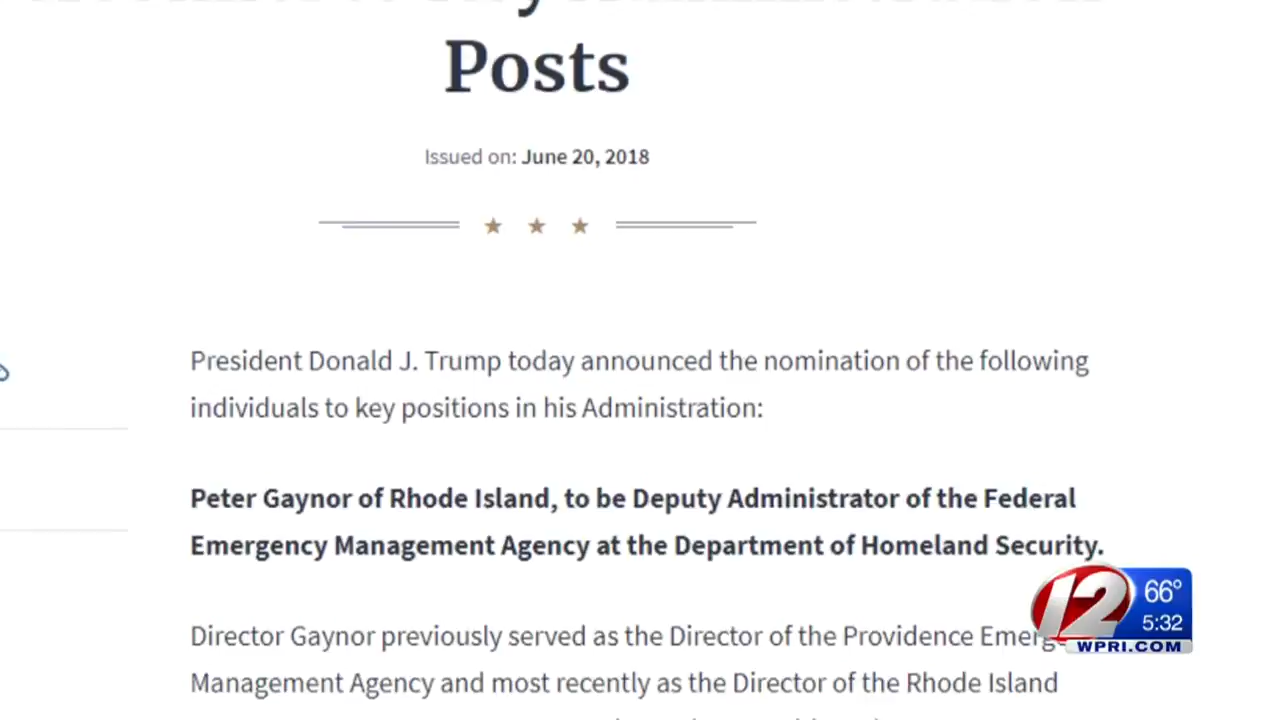 Posts
Issued on: June 20, 2018
President Donald J. Trump today announced the nomination of the following
individuals to key positions in his Administration:
Peter Gaynor of Rhode Island, to be Deputy Administrator of the Federal
Emergency Management Agency at the Department of Homeland Security.
Director Gaynor previously served as the Director of the Providence Emerge
Management Agency and most recently as the Director of the Rhode Island
12
66°
5:32
WPRI.COM